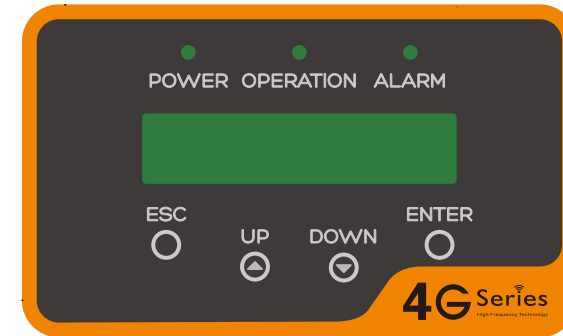 POWER OPERATION ALARM
ESC
ENTER
UP
DOWN
4G Series
High Frequency Technology